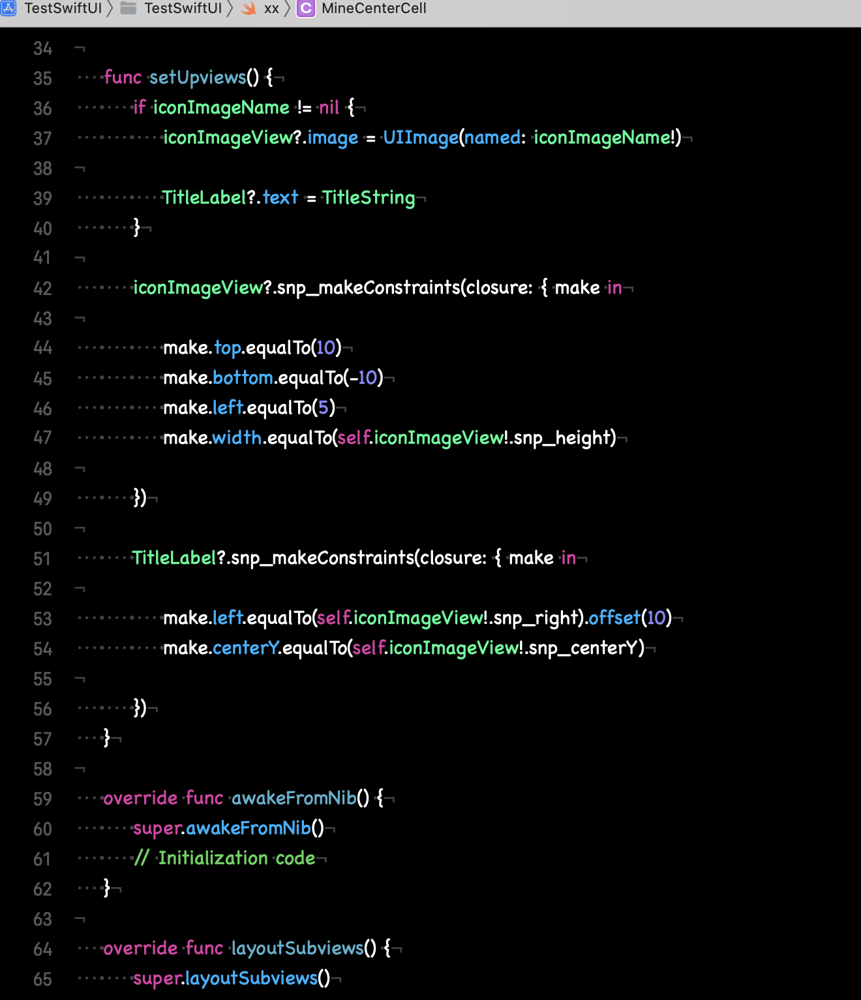 TestSwiftUI TestSwiftUI xx C MineCenterCell
34
35 func setUpviews() {
36 if iconImageName != nil {
37 iconImageView?.image = UIImage(named: iconImageName!)
38
39 TitleLabel?.text = TitleString
40 }
41
42 iconImageView?.snp_makeConstraints(closure: { make in
43
44 make.top.equalTo(10)
45 make.bottom.equalTo(-10)
46 make.left.equalTo(5)
47 make.width.equalTo(self.iconImageView!.snp_height)
48
49 })
50
51 TitleLabel?.snp_makeConstraints(closure: { make in
52
53 make.left.equalTo(self.iconImageView!.snp_right).offset(10)
54 make.centerY.equalTo(self.iconImageView!.snp_centerY)
55
56 })
57 }
58
59 override func awakeFromNib() {
60 super.awakeFromNib()
61 // Initialization code
62 }
63
64 override func layoutSubviews() {
65 super.layoutSubviews()